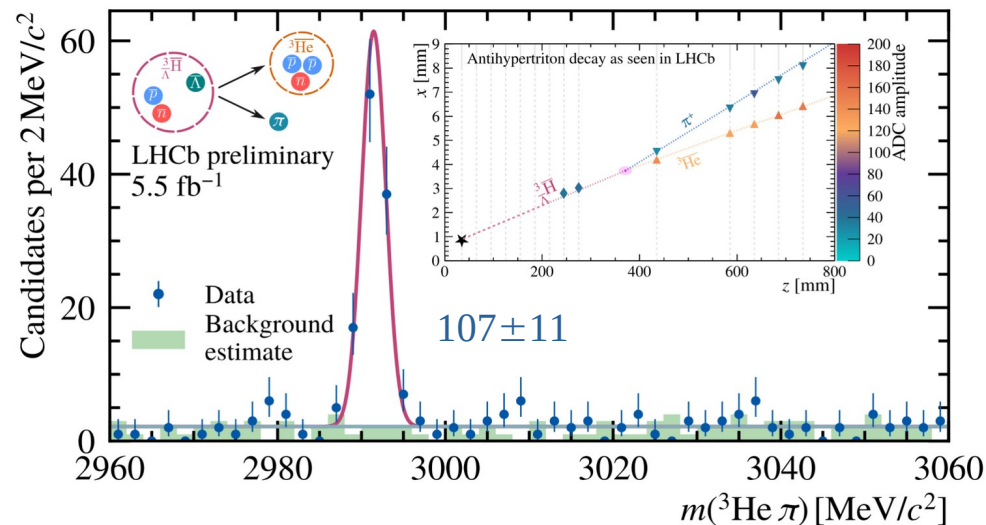 Candidates per 2 MeV/c²
60
40
20
0
2960
2980
3000
3020
3040
3060
m(³He π) [MeV/c²]
³_Λ̅H̅
Λ̅
p̅
n̅
³H̅e̅
p̅ p̅
n̅
π̅
LHCb preliminary
5.5 fb⁻¹
Data
Background
estimate
107±11
Antihypertriton decay as seen in LHCb
x [mm]
9
8
7
6
5
4
3
2
1
0
0
200
400
600
800
z [mm]
³_Λ̅H̅
π⁺
³H̅e̅
200
180
160
140
120
100
80
60
40
20
0
ADC amplitude